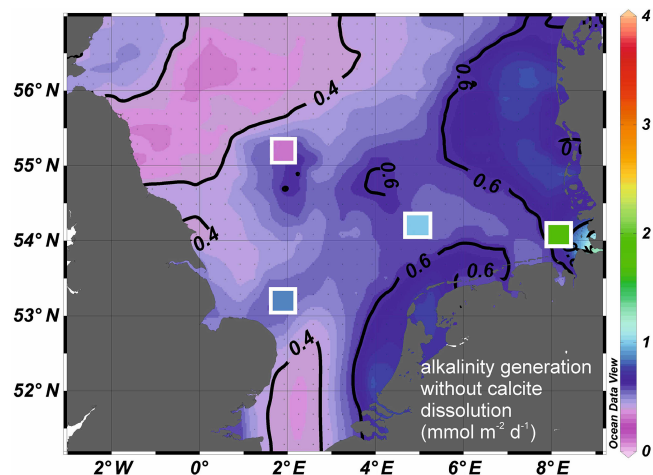 4
56° N
0.4
0.6
3
55° N
0
0.6
0.6
2
54° N
0.4
0.6
0.6
53° N
1
0.4
alkalinity generation
52° N
without calcite
dissolution
(mmol m⁻² d⁻¹)
Ocean Data View
0
2°W
0°
2°E
4°E
6°E
8°E